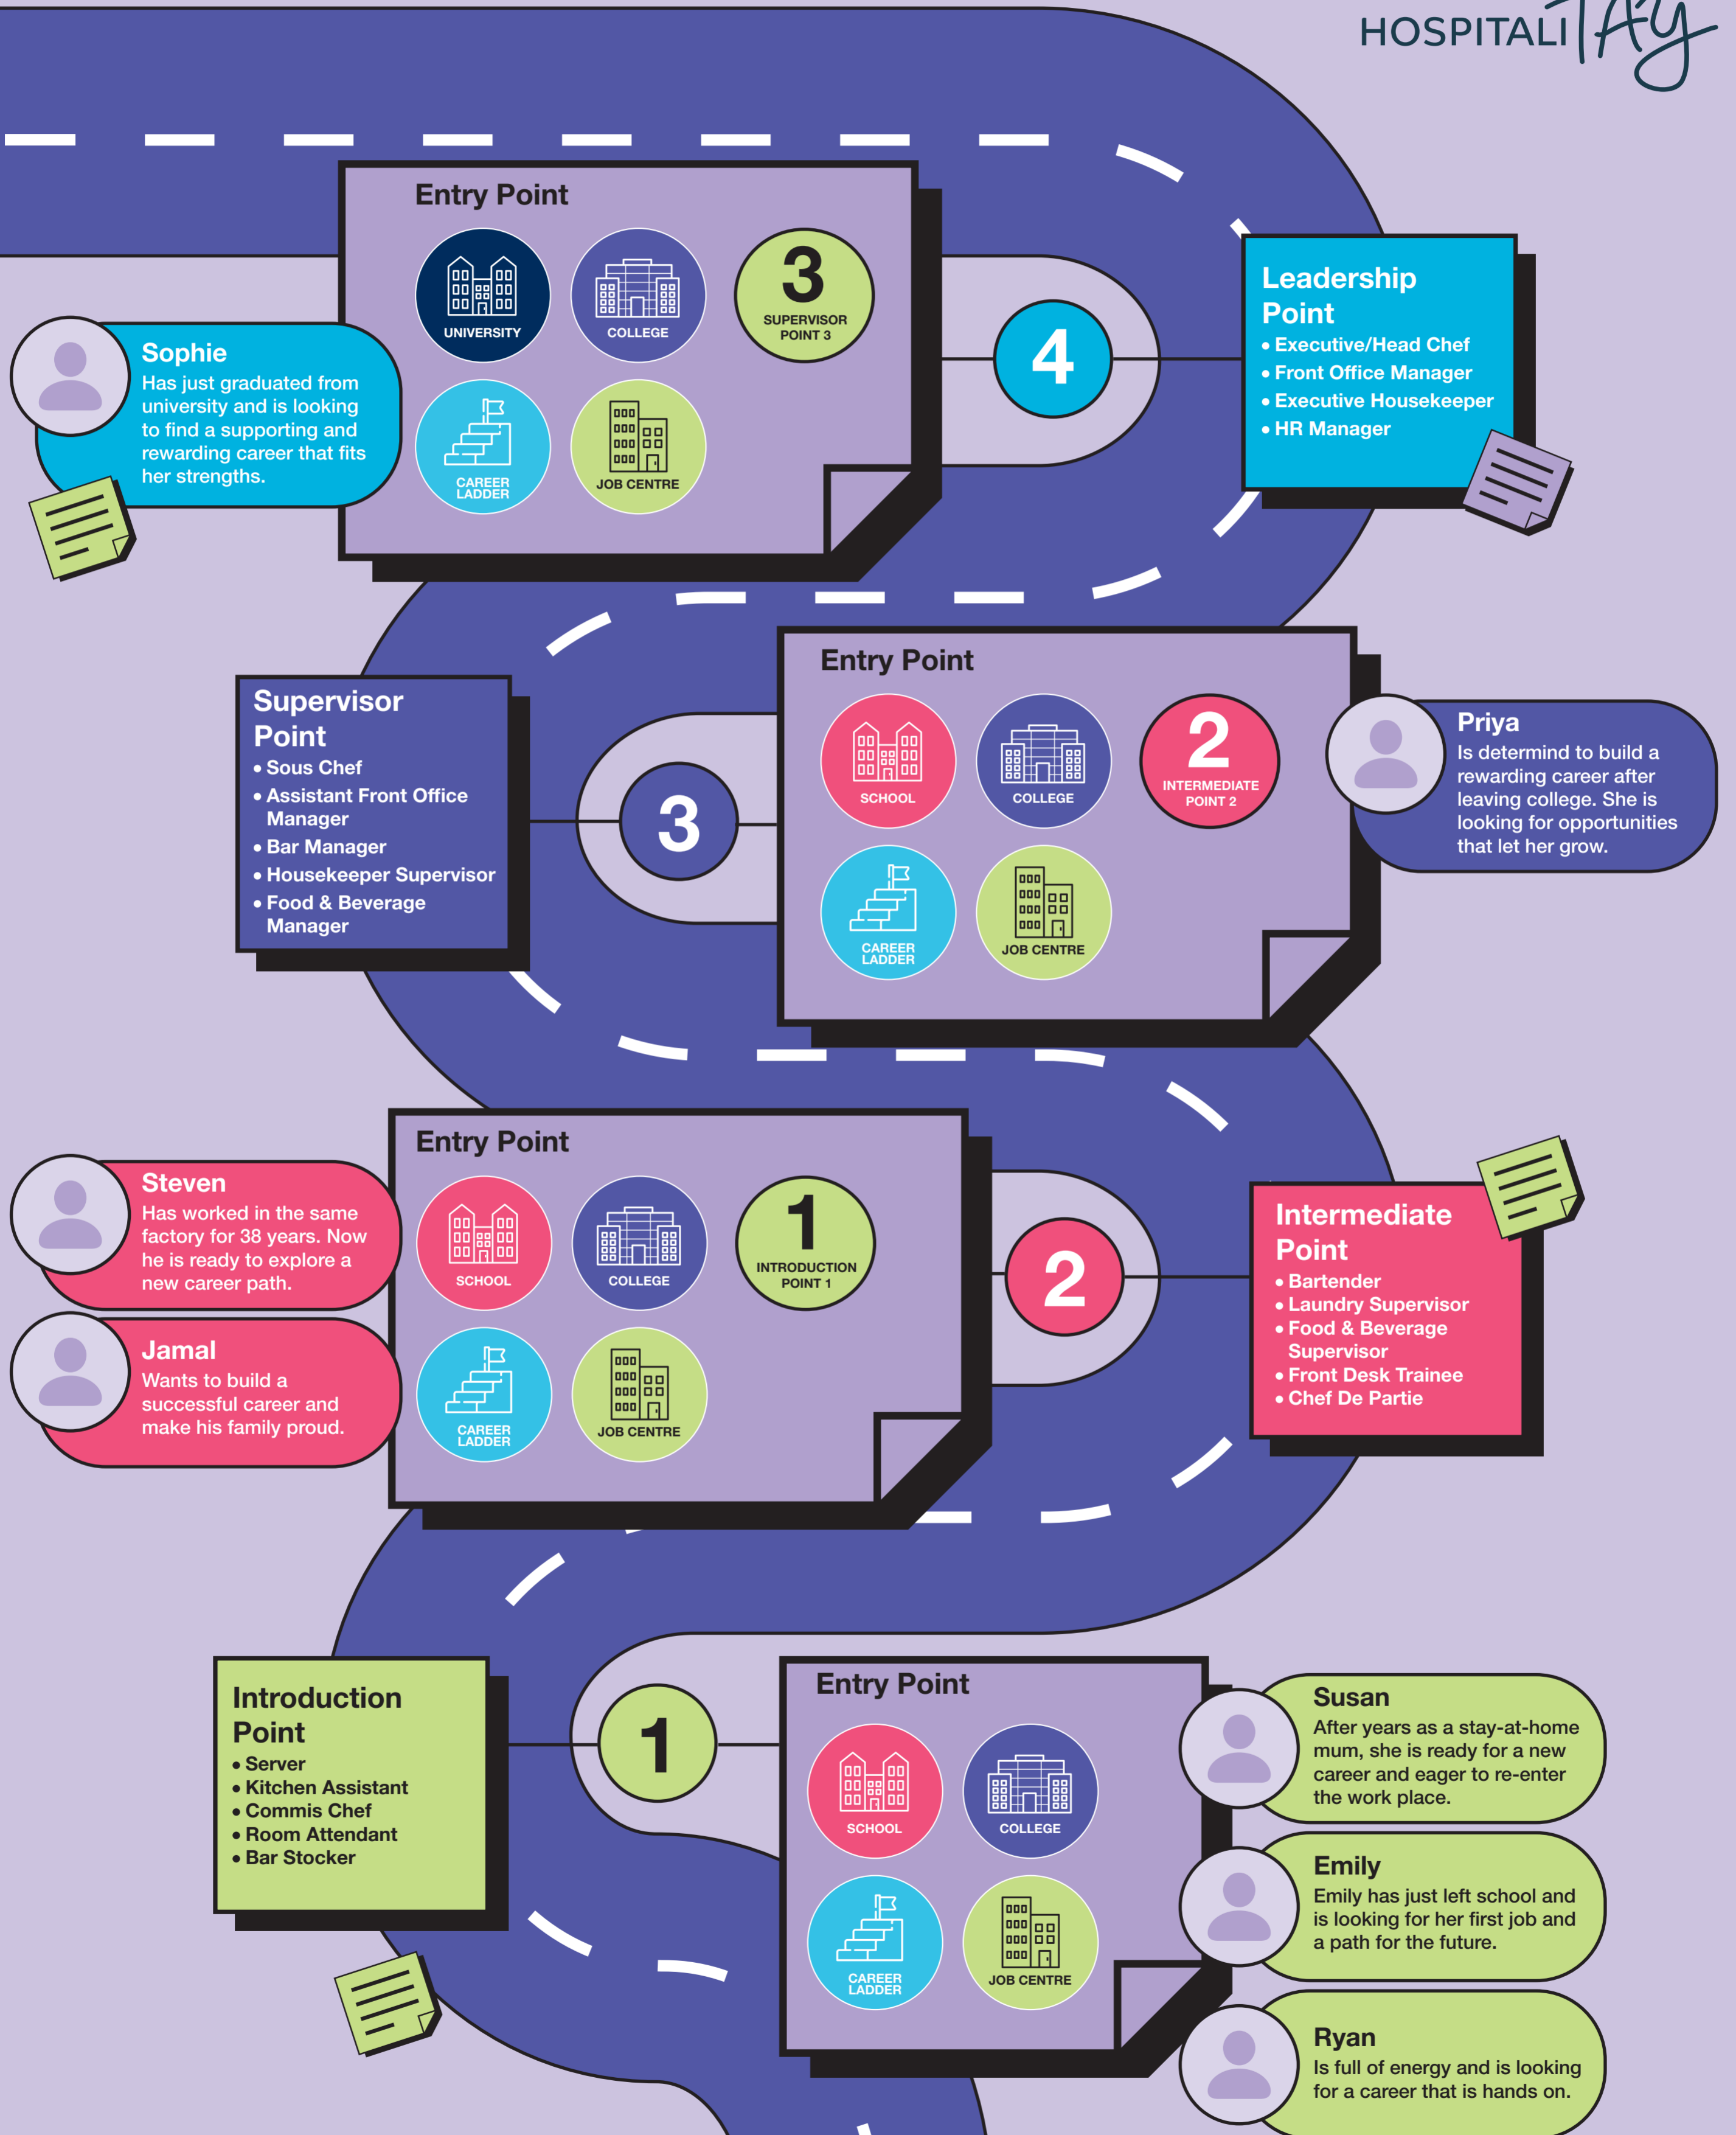 HOSPITALITAY
Entry Point
UNIVERSITY
COLLEGE
3
SUPERVISOR
POINT 3
CAREER
LADDER
JOB CENTRE
Sophie
Has just graduated from
university and is looking
to find a supporting and
rewarding career that fits
her strengths.
4
Leadership
Point
• Executive/Head Chef
• Front Office Manager
• Executive Housekeeper
• HR Manager
Supervisor
Point
• Sous Chef
• Assistant Front Office
Manager
• Bar Manager
• Housekeeper Supervisor
• Food & Beverage
Manager
3
Entry Point
SCHOOL
COLLEGE
2
INTERMEDIATE
POINT 2
CAREER
LADDER
JOB CENTRE
Priya
Is determind to build a
rewarding career after
leaving college. She is
looking for opportunities
that let her grow.
Steven
Has worked in the same
factory for 38 years. Now
he is ready to explore a
new career path.
Jamal
Wants to build a
successful career and
make his family proud.
Entry Point
SCHOOL
COLLEGE
1
INTRODUCTION
POINT 1
CAREER
LADDER
JOB CENTRE
2
Intermediate
Point
• Bartender
• Laundry Supervisor
• Food & Beverage
Supervisor
• Front Desk Trainee
• Chef De Partie
Introduction
Point
• Server
• Kitchen Assistant
• Commis Chef
• Room Attendant
• Bar Stocker
1
Entry Point
SCHOOL
COLLEGE
CAREER
LADDER
JOB CENTRE
Susan
After years as a stay-at-home
mum, she is ready for a new
career and eager to re-enter
the work place.
Emily
Emily has just left school and
is looking for her first job and
a path for the future.
Ryan
Is full of energy and is looking
for a career that is hands on.